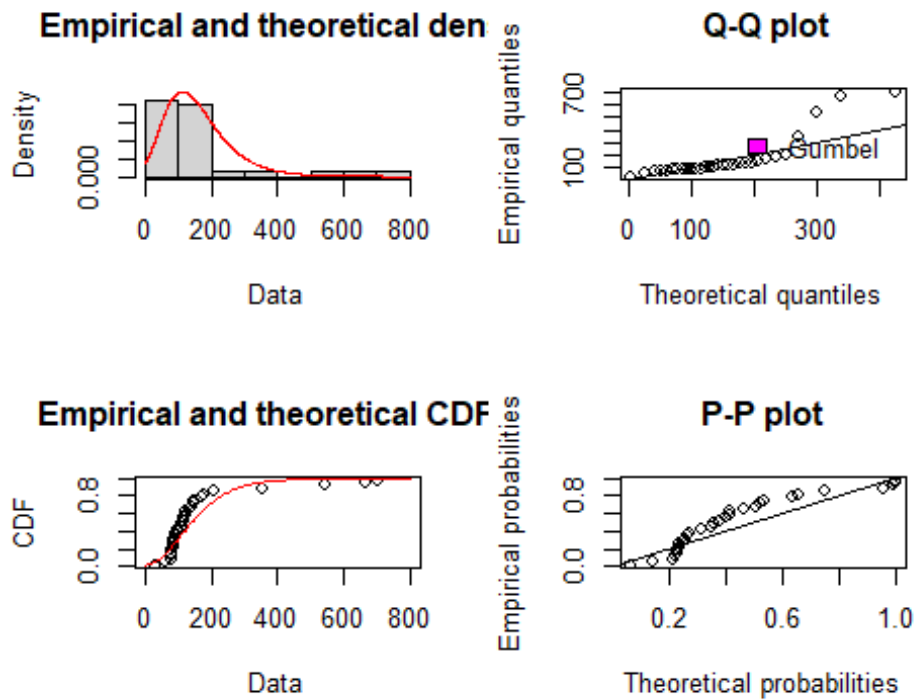 Empirical and theoretical den
Density
0.000
0 200 400 600 800
Data
Q-Q plot
Empirical quantiles
100 700
Gumbel
0 100 300
Theoretical quantiles
Empirical and theoretical CDF
CDF
0.0 0.8
0 200 400 600 800
Data
P-P plot
Empirical probabilities
0.0 0.8
0.2 0.6 1.0
Theoretical probabilities